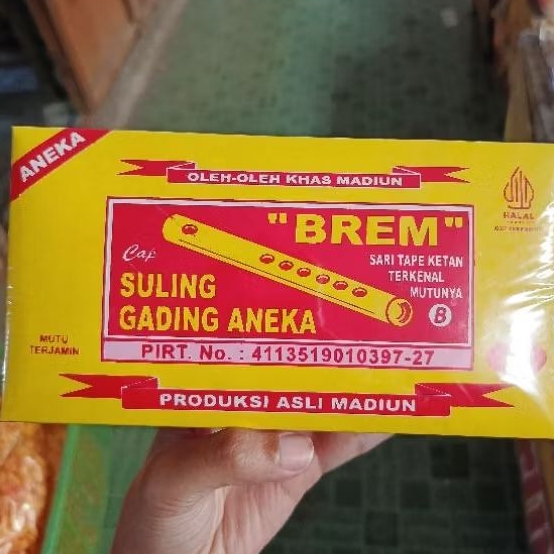 ANEKA
OLEH-OLEH KHAS MADIUN
HALAL
"BREM"
Cap
SULING
GADING ANEKA
SARI TAPE KETAN
TERKENAL
MUTUNYA
B
MUTU
TERJAMIN
PIRT. No. : 4113519010397-27
PRODUKSI ASLI MADIUN